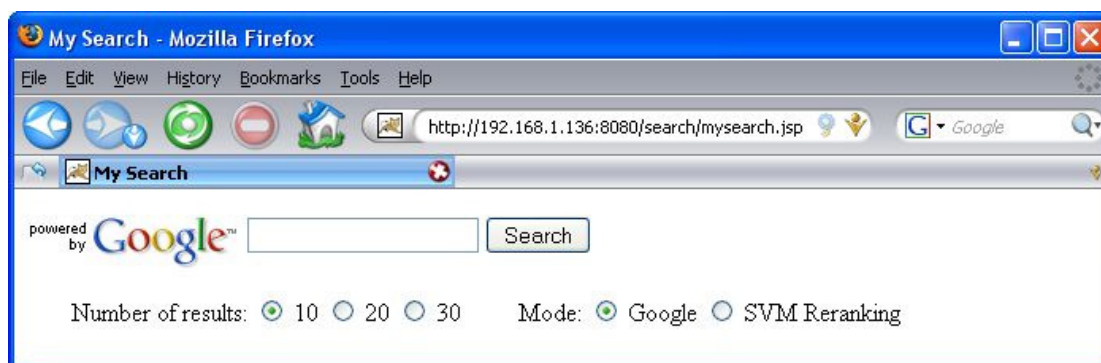 My Search - Mozilla Firefox
File Edit View History Bookmarks Tools Help
http://192.168.1.136:8080/search/mysearch.jsp G Google
My Search
powered by Google™ Search
Number of results: 10 20 30 Mode: Google SVM Reranking